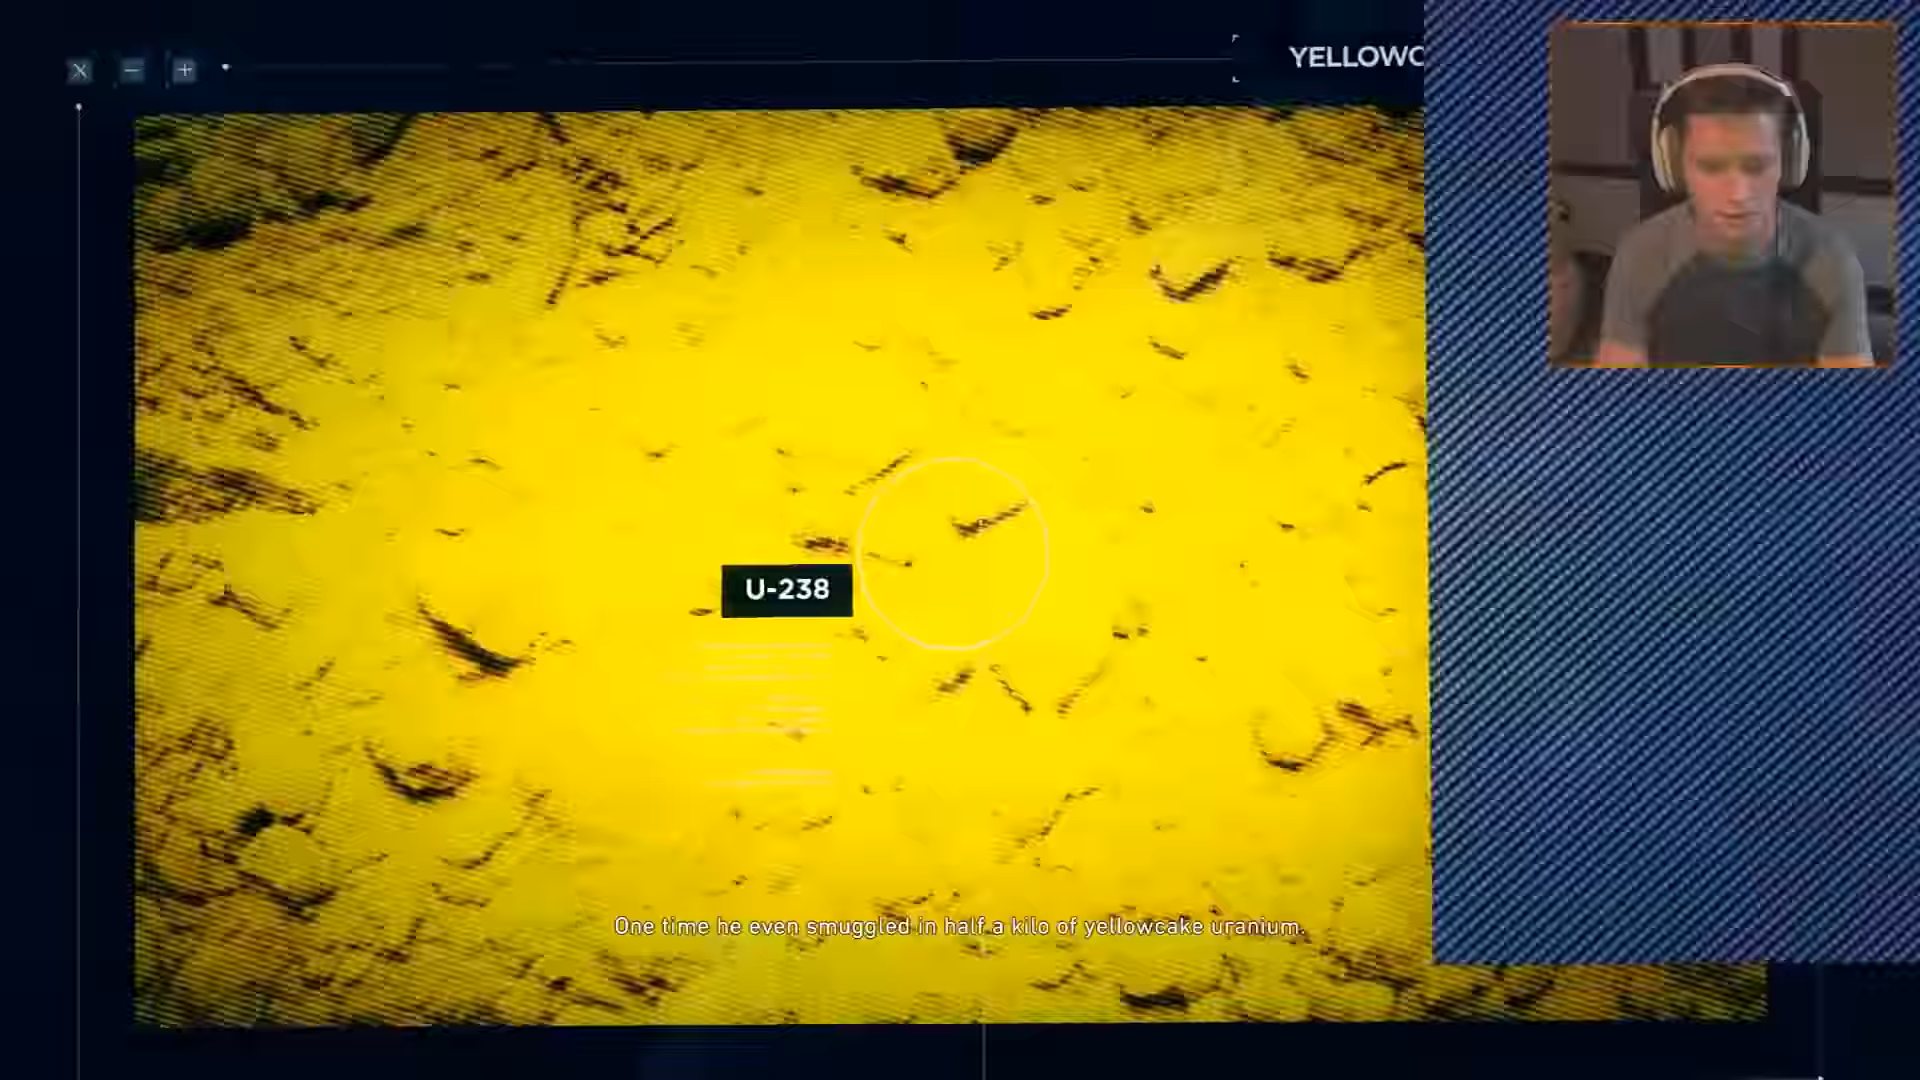 YELLOWC
U-238
One time he even smuggled in half a kilo of yellowcake uranium.